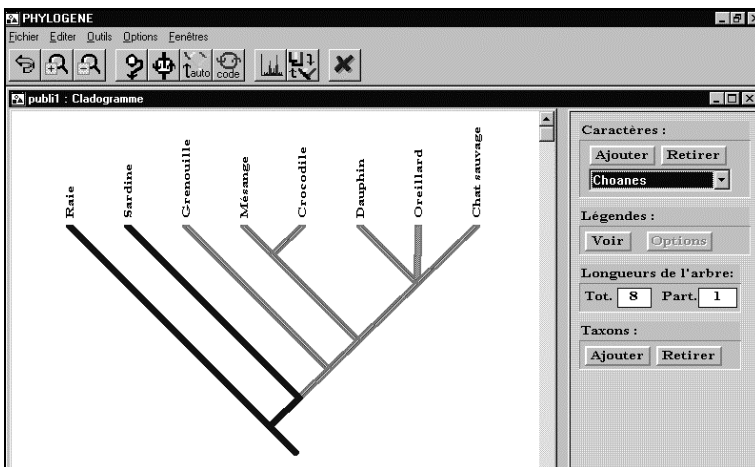 PHYLOGENE
Fichier Editer Outils Options Fenêtres
auto code
publi1 : Cladogramme
Raie
Sardine
Grenouille
Mésange
Crocodile
Dauphin
Oreillard
Chat sauvage
Caractères :
Ajouter Retirer
Choanes
Légendes :
Voir Options
Longueurs de l'arbre:
Tot. 8 Part. 1
Taxons :
Ajouter Retirer